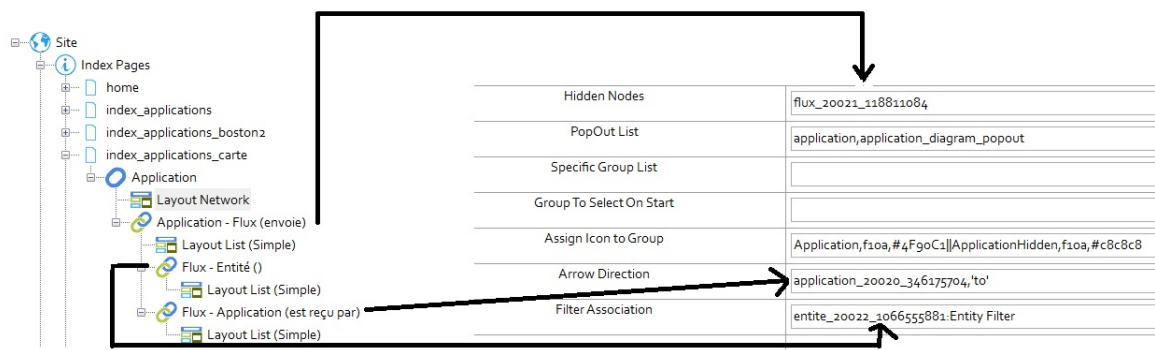 Site
Index Pages
home
index_applications
index_applications_boston2
index_applications_carte
Application
Layout Network
Application - Flux (envoie)
Layout List (Simple)
Flux - Entité ()
Layout List (Simple)
Flux - Application (est reçu par)
Layout List (Simple)
Hidden Nodes
flux_20021_118811084
PopOut List
application,application_diagram_popout
Specific Group List
Group To Select On Start
Assign Icon to Group
Application,f10a,#4F90C1||ApplicationHidden,f10a,#c8c8c8
Arrow Direction
application_20020_346175704,'to'
Filter Association
entite_20022_1066555881:Entity Filter